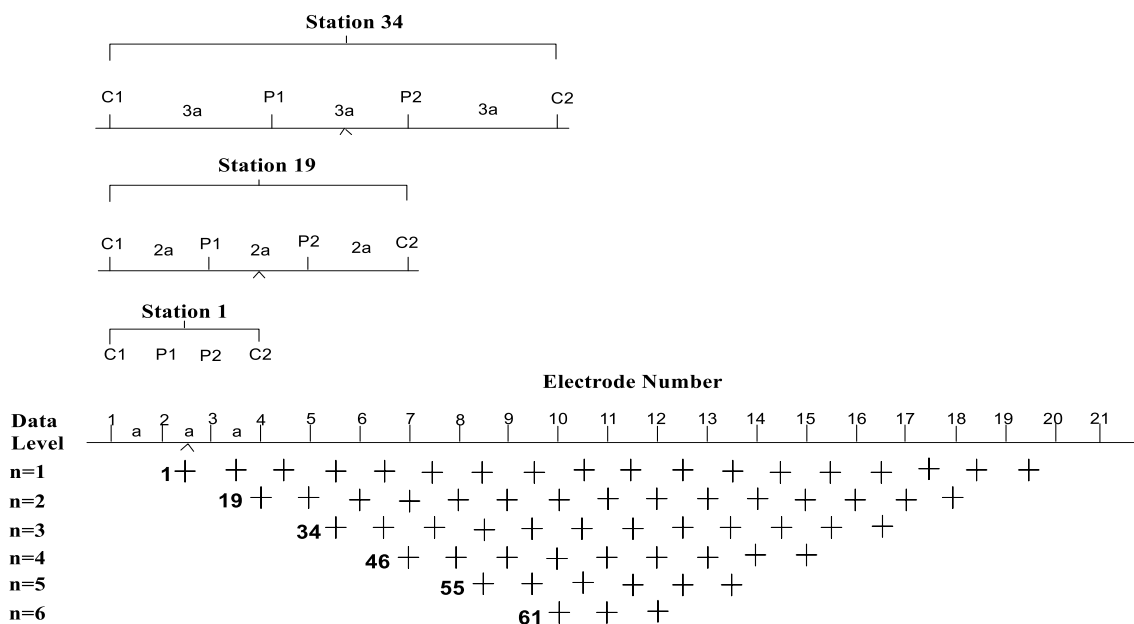 Station 34
C1 P1 P2 C2
3a 3a 3a
Station 19
C1 P1 P2 C2
2a 2a 2a
Station 1
C1 P1 P2 C2
Electrode Number
Data Level
1 2 3 4 5 6 7 8 9 10 11 12 13 14 15 16 17 18 19 20 21
a a a
n=1 1
n=2 19
n=3 34
n=4 46
n=5 55
n=6 61